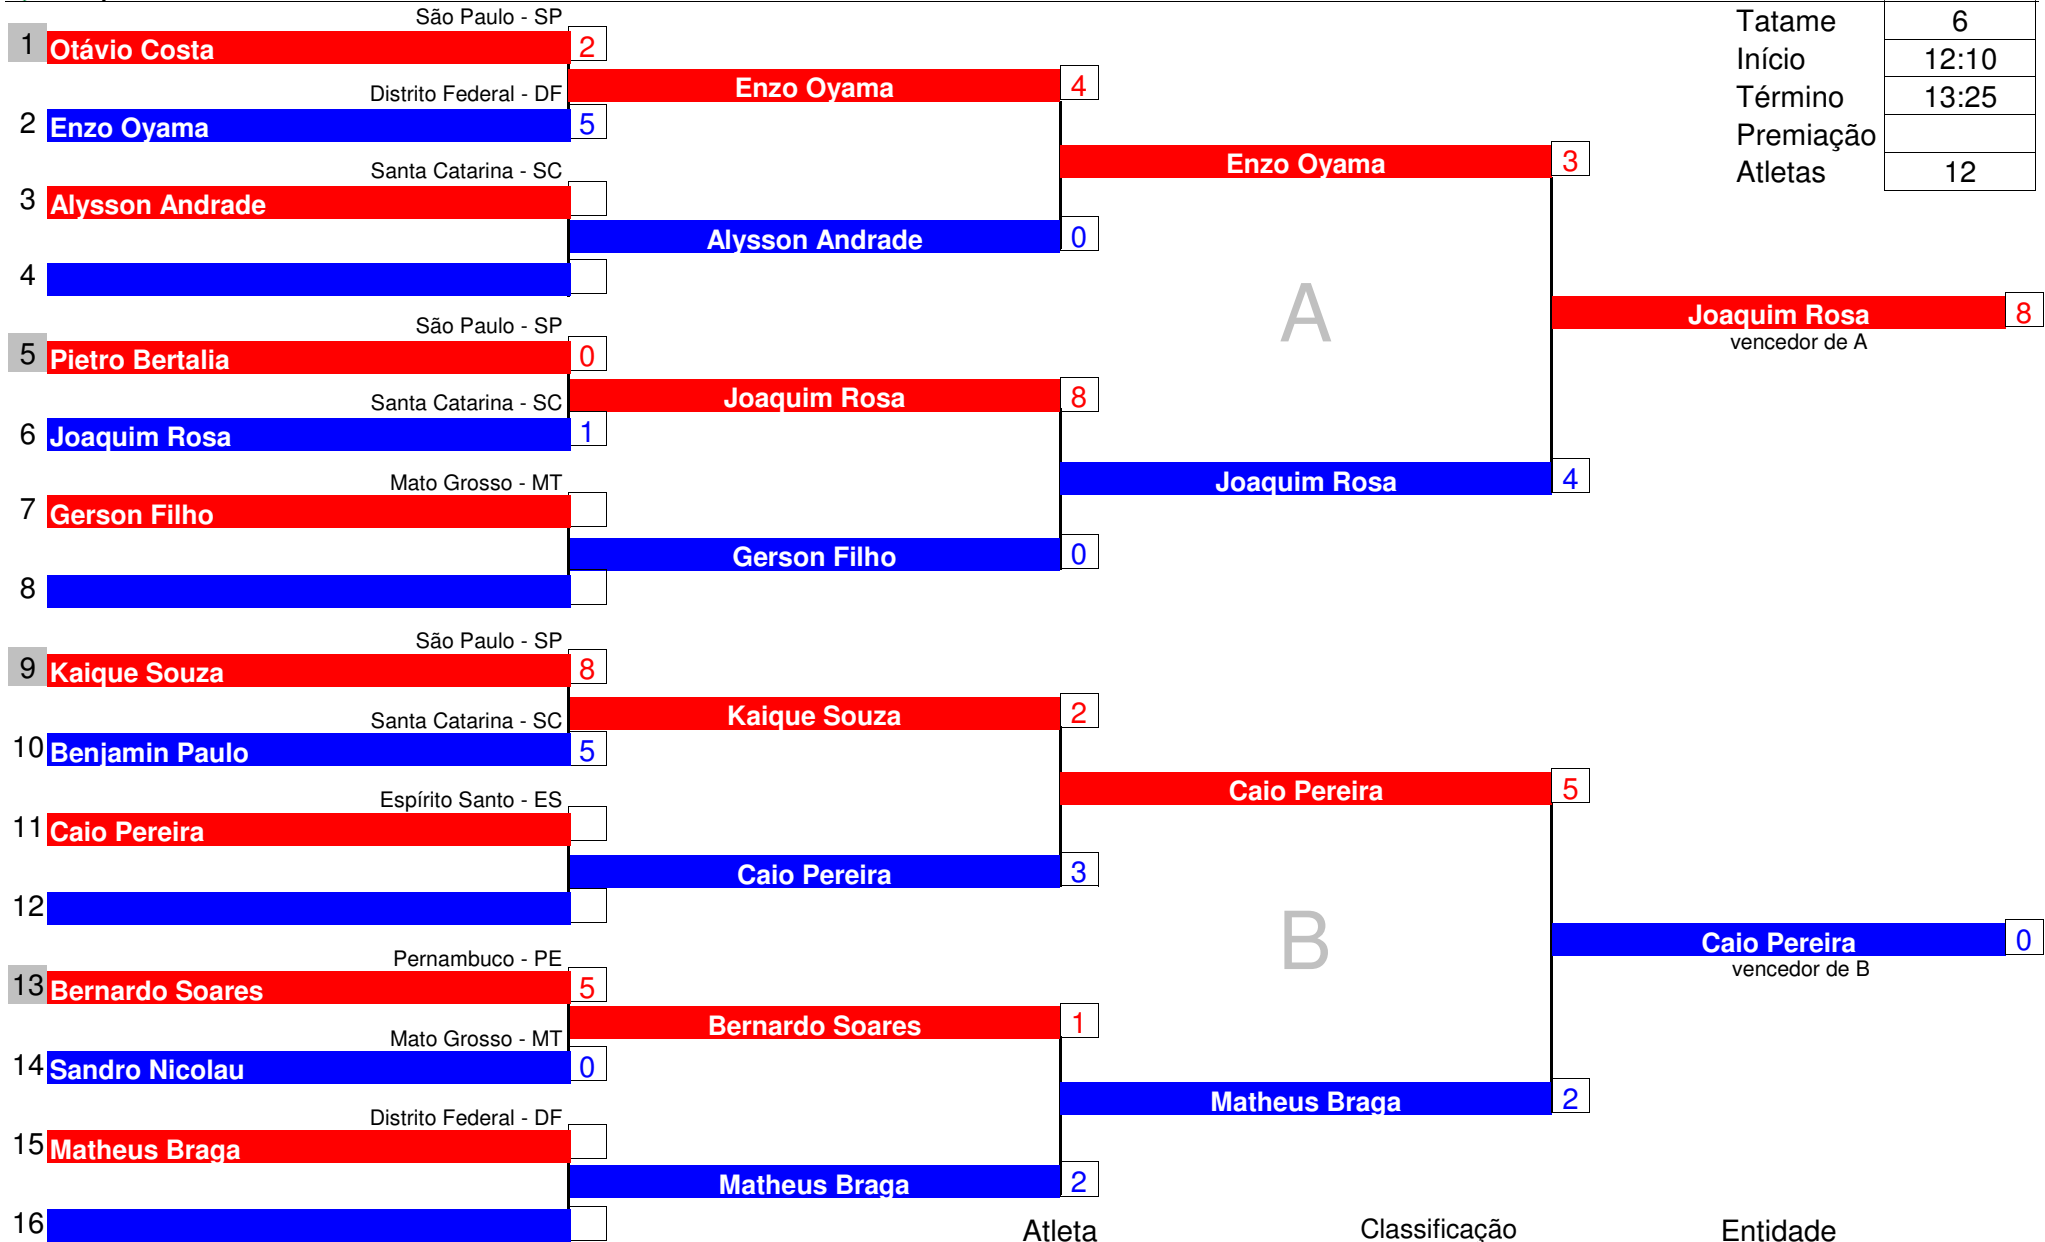 São Paulo - SP
1 Otávio Costa 2
Enzo Oyama 4
Distrito Federal - DF
2 Enzo Oyama 5
Enzo Oyama 3
Santa Catarina - SC
3 Alysson Andrade
Alysson Andrade 0
4
Joaquim Rosa 8
vencedor de A
A
São Paulo - SP
5 Pietro Bertalia 0
Joaquim Rosa 8
Santa Catarina - SC
6 Joaquim Rosa 1
Joaquim Rosa 4
Mato Grosso - MT
7 Gerson Filho
Gerson Filho 0
8
São Paulo - SP
9 Kaique Souza 8
Kaique Souza 2
Santa Catarina - SC
10 Benjamin Paulo 5
Caio Pereira 5
Espírito Santo - ES
11 Caio Pereira
Caio Pereira 3
12
Caio Pereira 0
vencedor de B
B
Pernambuco - PE
13 Bernardo Soares 5
Bernardo Soares 1
Mato Grosso - MT
14 Sandro Nicolau 0
Matheus Braga 2
Distrito Federal - DF
15 Matheus Braga
Matheus Braga 2
16
Tatame 6
Início 12:10
Término 13:25
Premiação
Atletas 12
Atleta Classificação Entidade